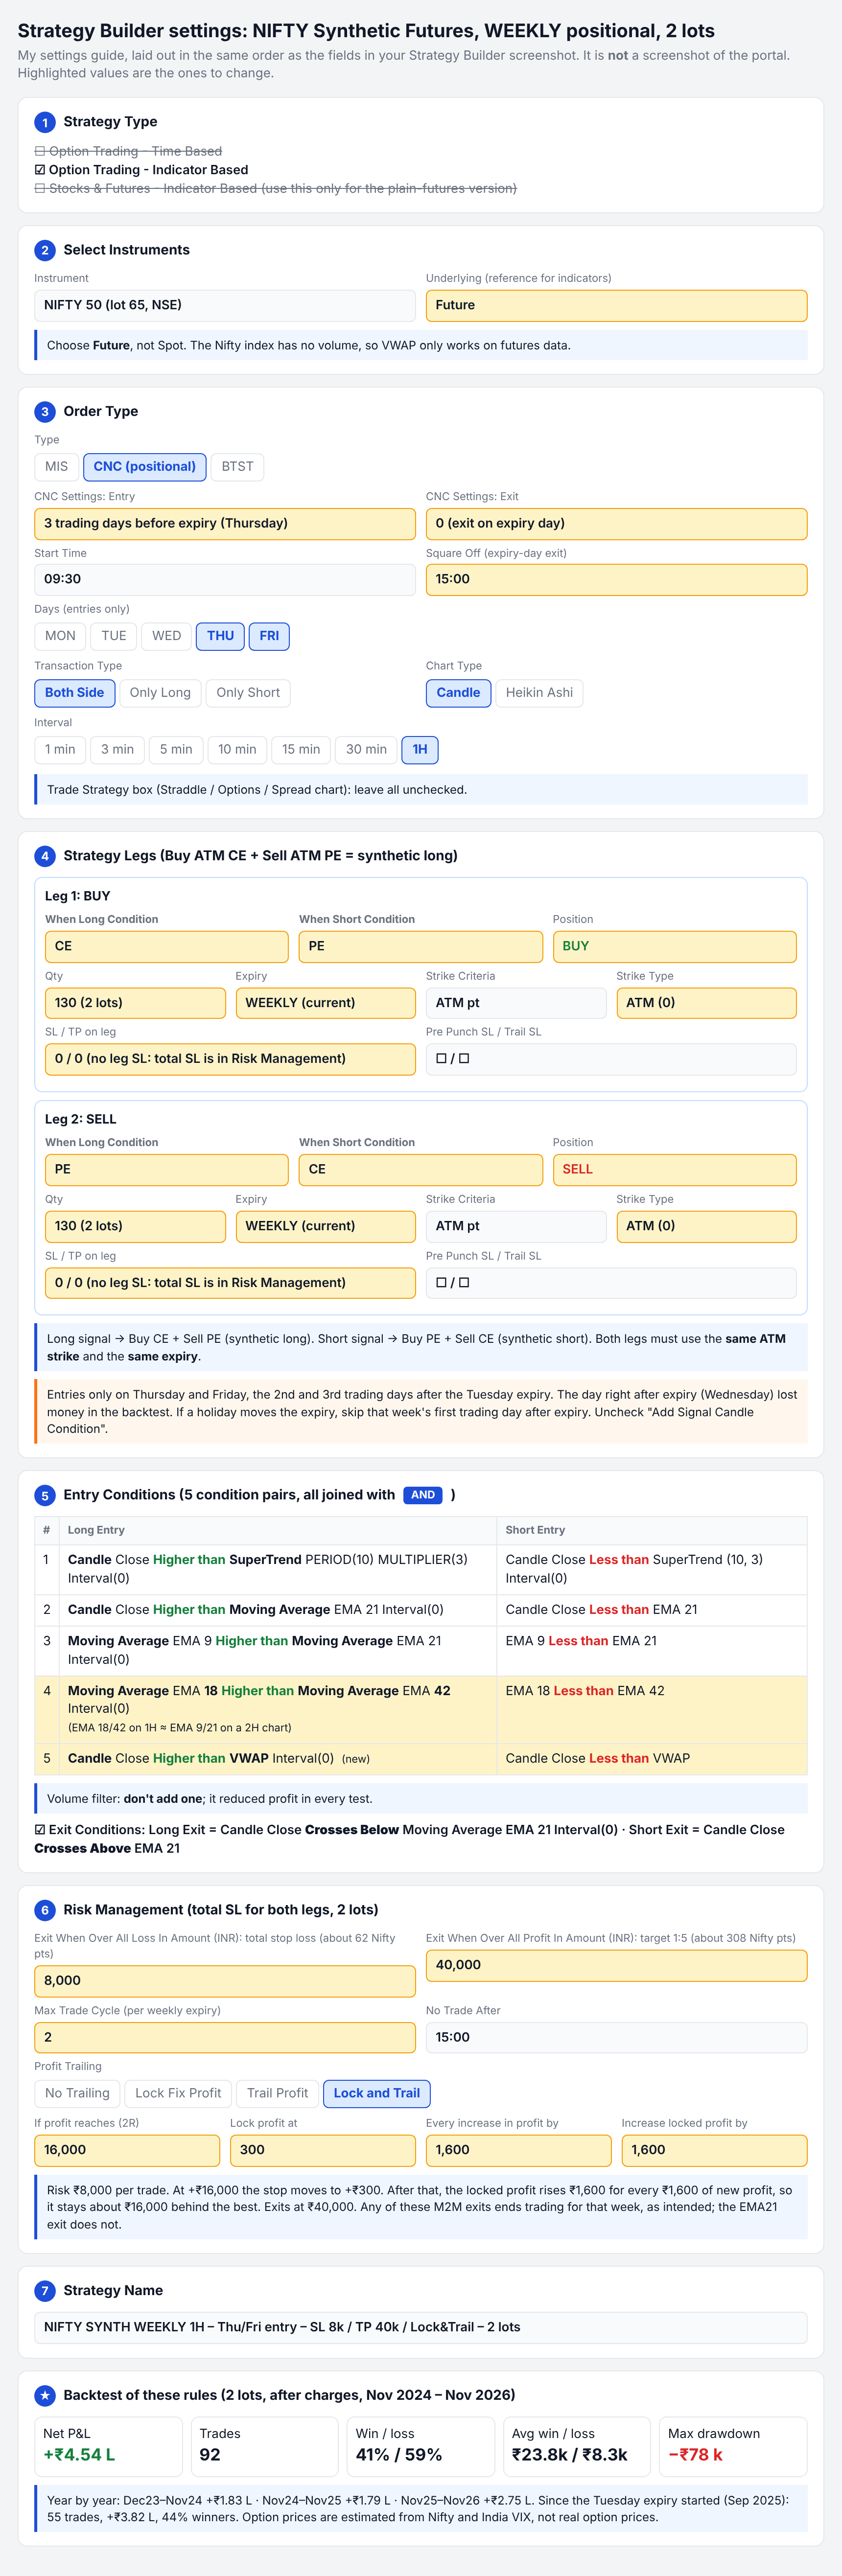 Strategy Builder settings: NIFTY Synthetic Futures, WEEKLY positional, 2 lots
My settings guide, laid out in the same order as the fields in your Strategy Builder screenshot. It is not a screenshot of the portal.
Highlighted values are the ones to change.
1 Strategy Type
☐ Option Trading - Time Based
☑ Option Trading - Indicator Based
☐ Stocks & Futures - Indicator Based (use this only for the plain-futures version)
2 Select Instruments
Instrument Underlying (reference for indicators)
NIFTY 50 (lot 65, NSE) Future
Choose Future, not Spot. The Nifty index has no volume, so VWAP only works on futures data.
3 Order Type
Type
MIS CNC (positional) BTST
CNC Settings: Entry CNC Settings: Exit
3 trading days before expiry (Thursday) 0 (exit on expiry day)
Start Time Square Off (expiry-day exit)
09:30 15:00
Days (entries only)
MON TUE WED THU FRI
Transaction Type Chart Type
Both Side Only Long Only Short Candle Heikin Ashi
Interval
1 min 3 min 5 min 10 min 15 min 30 min 1H
Trade Strategy box (Straddle / Options / Spread chart): leave all unchecked.
4 Strategy Legs (Buy ATM CE + Sell ATM PE = synthetic long)
Leg 1: BUY
When Long Condition When Short Condition Position
CE PE BUY
Qty Expiry Strike Criteria Strike Type
130 (2 lots) WEEKLY (current) ATM pt ATM (0)
SL / TP on leg Pre Punch SL / Trail SL
0 / 0 (no leg SL: total SL is in Risk Management) ☐ / ☐
Leg 2: SELL
When Long Condition When Short Condition Position
PE CE SELL
Qty Expiry Strike Criteria Strike Type
130 (2 lots) WEEKLY (current) ATM pt ATM (0)
SL / TP on leg Pre Punch SL / Trail SL
0 / 0 (no leg SL: total SL is in Risk Management) ☐ / ☐
Long signal → Buy CE + Sell PE (synthetic long). Short signal → Buy PE + Sell CE (synthetic short). Both legs must use the same ATM
strike and the same expiry.
Entries only on Thursday and Friday, the 2nd and 3rd trading days after the Tuesday expiry. The day right after expiry (Wednesday) lost
money in the backtest. If a holiday moves the expiry, skip that week's first trading day after expiry. Uncheck "Add Signal Candle
Condition".
5 Entry Conditions (5 condition pairs, all joined with AND )
# Long Entry Short Entry
1 Candle Close Higher than SuperTrend PERIOD(10) MULTIPLIER(3) Candle Close Less than SuperTrend (10, 3)
Interval(0) Interval(0)
2 Candle Close Higher than Moving Average EMA 21 Interval(0) Candle Close Less than EMA 21
3 Moving Average EMA 9 Higher than Moving Average EMA 21 EMA 9 Less than EMA 21
Interval(0)
4 Moving Average EMA 18 Higher than Moving Average EMA 42 EMA 18 Less than EMA 42
Interval(0)
(EMA 18/42 on 1H ≈ EMA 9/21 on a 2H chart)
5 Candle Close Higher than VWAP Interval(0) (new) Candle Close Less than VWAP
Volume filter: don't add one; it reduced profit in every test.
☑ Exit Conditions: Long Exit = Candle Close Crosses Below Moving Average EMA 21 Interval(0) · Short Exit = Candle Close
Crosses Above EMA 21
6 Risk Management (total SL for both legs, 2 lots)
Exit When Over All Loss In Amount (INR): total stop loss (about 62 Nifty Exit When Over All Profit In Amount (INR): target 1:5 (about 308 Nifty pts)
pts)
8,000 40,000
Max Trade Cycle (per weekly expiry) No Trade After
2 15:00
Profit Trailing
No Trailing Lock Fix Profit Trail Profit Lock and Trail
If profit reaches (2R) Lock profit at Every increase in profit by Increase locked profit by
16,000 300 1,600 1,600
Risk ₹8,000 per trade. At +₹16,000 the stop moves to +₹300. After that, the locked profit rises ₹1,600 for every ₹1,600 of new profit, so
it stays about ₹16,000 behind the best. Exits at ₹40,000. Any of these M2M exits ends trading for that week, as intended; the EMA21
exit does not.
7 Strategy Name
NIFTY SYNTH WEEKLY 1H – Thu/Fri entry – SL 8k / TP 40k / Lock&Trail – 2 lots
★ Backtest of these rules (2 lots, after charges, Nov 2024 – Nov 2026)
Net P&L Trades Win / loss Avg win / loss Max drawdown
+₹4.54 L 92 41% / 59% ₹23.8k / ₹8.3k −₹78 k
Year by year: Dec23–Nov24 +₹1.83 L · Nov24–Nov25 +₹1.79 L · Nov25–Nov26 +₹2.75 L. Since the Tuesday expiry started (Sep 2025):
55 trades, +₹3.82 L, 44% winners. Option prices are estimated from Nifty and India VIX, not real option prices.